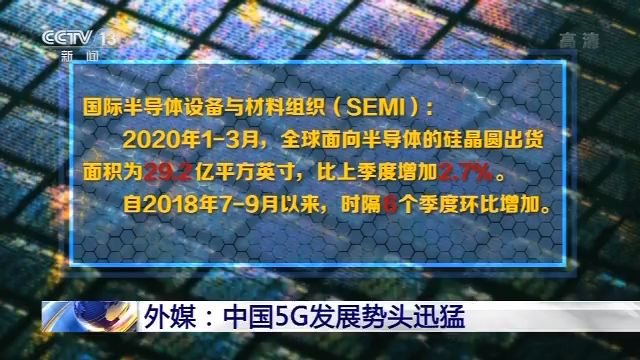 CCTV 13
新闻
高清
国际半导体设备与材料组织（SEMI）：
2020年1-3月，全球面向半导体的硅晶圆出货
面积为29.2亿平方英寸，比上季度增加2.7%。
自2018年7-9月以来，时隔6个季度环比增加。
外媒：中国5G发展势头迅猛